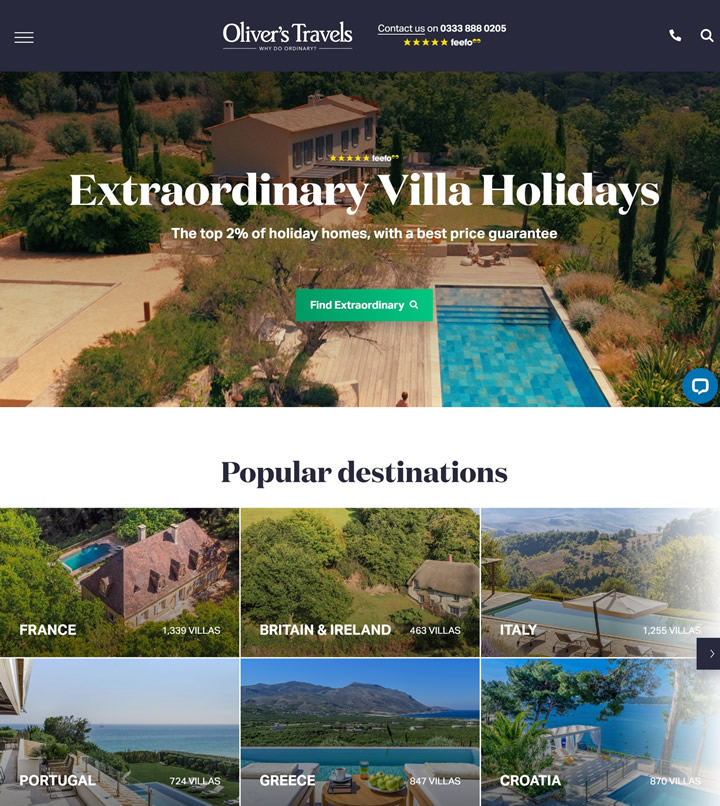 Oliver's Travels
WHY DO ORDINARY?
Contact us on 0333 888 0205
feefo
feefo
Extraordinary Villa Holidays
The top 2% of holiday homes, with a best price guarantee
Find Extraordinary
Popular destinations
FRANCE 1,339 VILLAS
BRITAIN & IRELAND 463 VILLAS
ITALY 1,255 VILLAS
PORTUGAL 724 VILLAS
GREECE 847 VILLAS
CROATIA 870 VILLAS